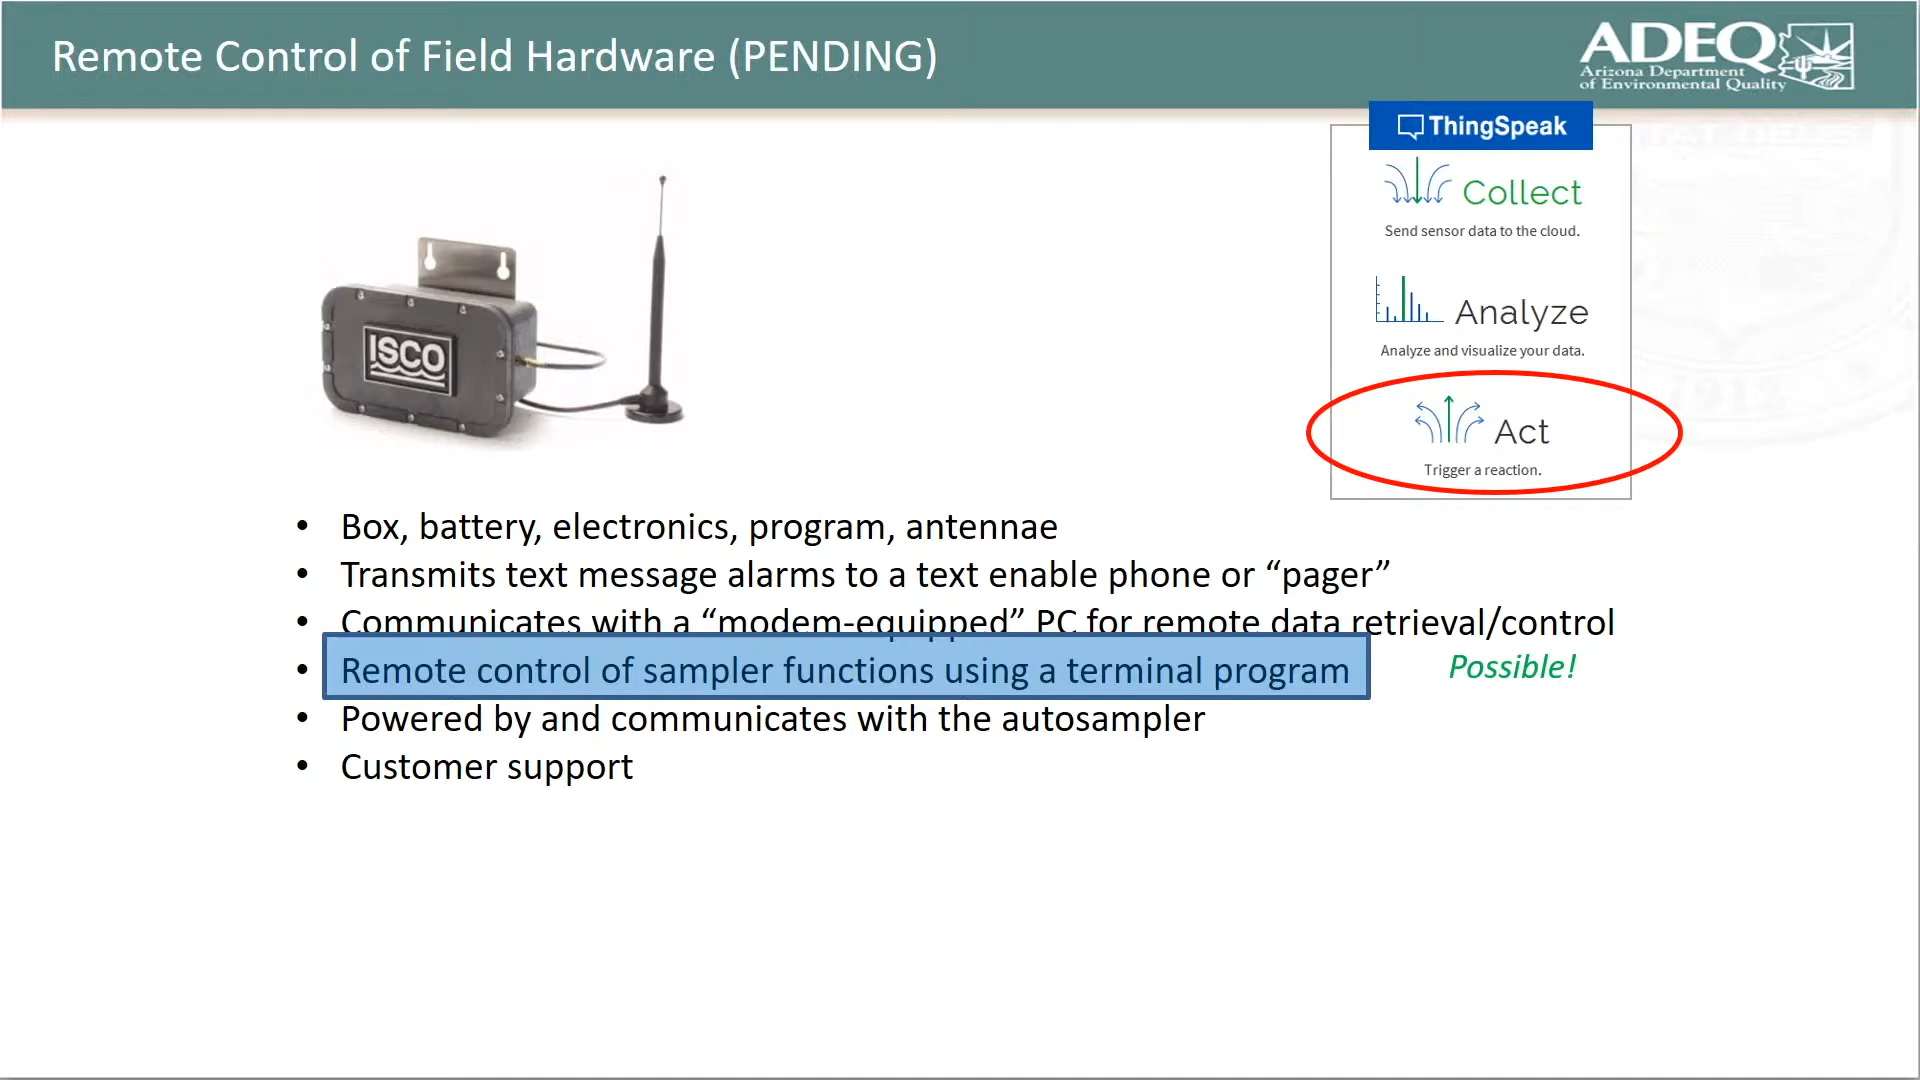 Remote Control of Field Hardware (PENDING)
ADEQ
Arizona Department
of Environmental Quality
ThingSpeak
Collect
Send sensor data to the cloud.
Analyze
Analyze and visualize your data.
Act
Trigger a reaction.
ISCO
• Box, battery, electronics, program, antennae
• Transmits text message alarms to a text enable phone or “pager”
• Communicates with a “modem-equipped” PC for remote data retrieval/control
• Remote control of sampler functions using a terminal program
Possible!
• Powered by and communicates with the autosampler
• Customer support
1912